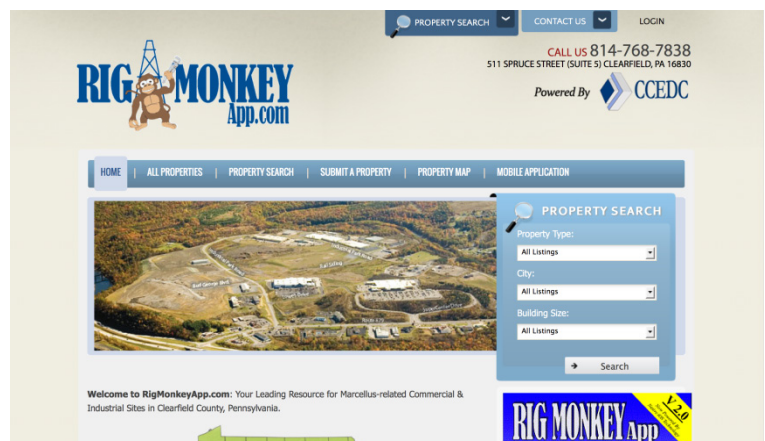 PROPERTY SEARCH
CONTACT US
LOGIN
CALL US 814-768-7838
511 SPRUCE STREET (SUITE 5) CLEARFIELD, PA 16830
RIG MONKEY
App.com
Powered By CCEDC
HOME | ALL PROPERTIES | PROPERTY SEARCH | SUBMIT A PROPERTY | PROPERTY MAP | MOBILE APPLICATION
PROPERTY SEARCH
Property Type:
All Listings
City:
All Listings
Building Size:
All Listings
Search
Rail Siding
Welcome to RigMonkeyApp.com: Your Leading Resource for Marcellus-related Commercial &
Industrial Sites in Clearfield County, Pennsylvania.
RIG MONKEY App
V 2.0